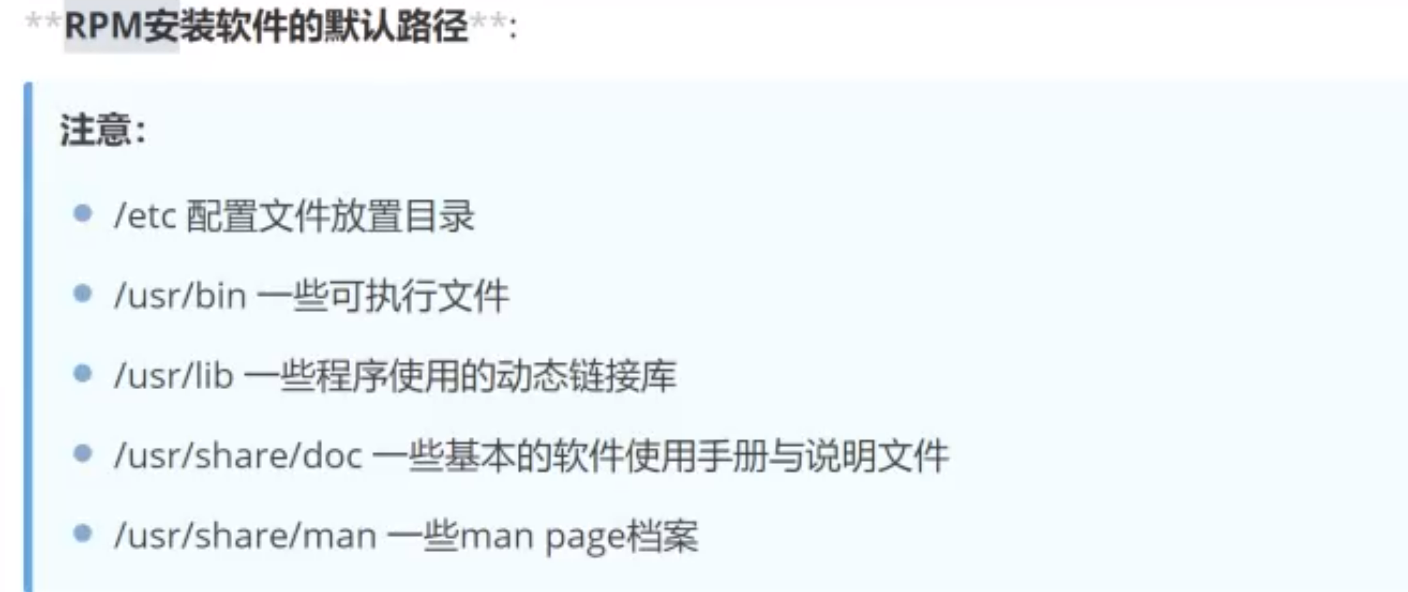 **RPM安装软件的默认路径**:
注意：
/etc 配置文件放置目录
/usr/bin 一些可执行文件
/usr/lib 一些程序使用的动态链接库
/usr/share/doc 一些基本的软件使用手册与说明文件
/usr/share/man 一些man page档案